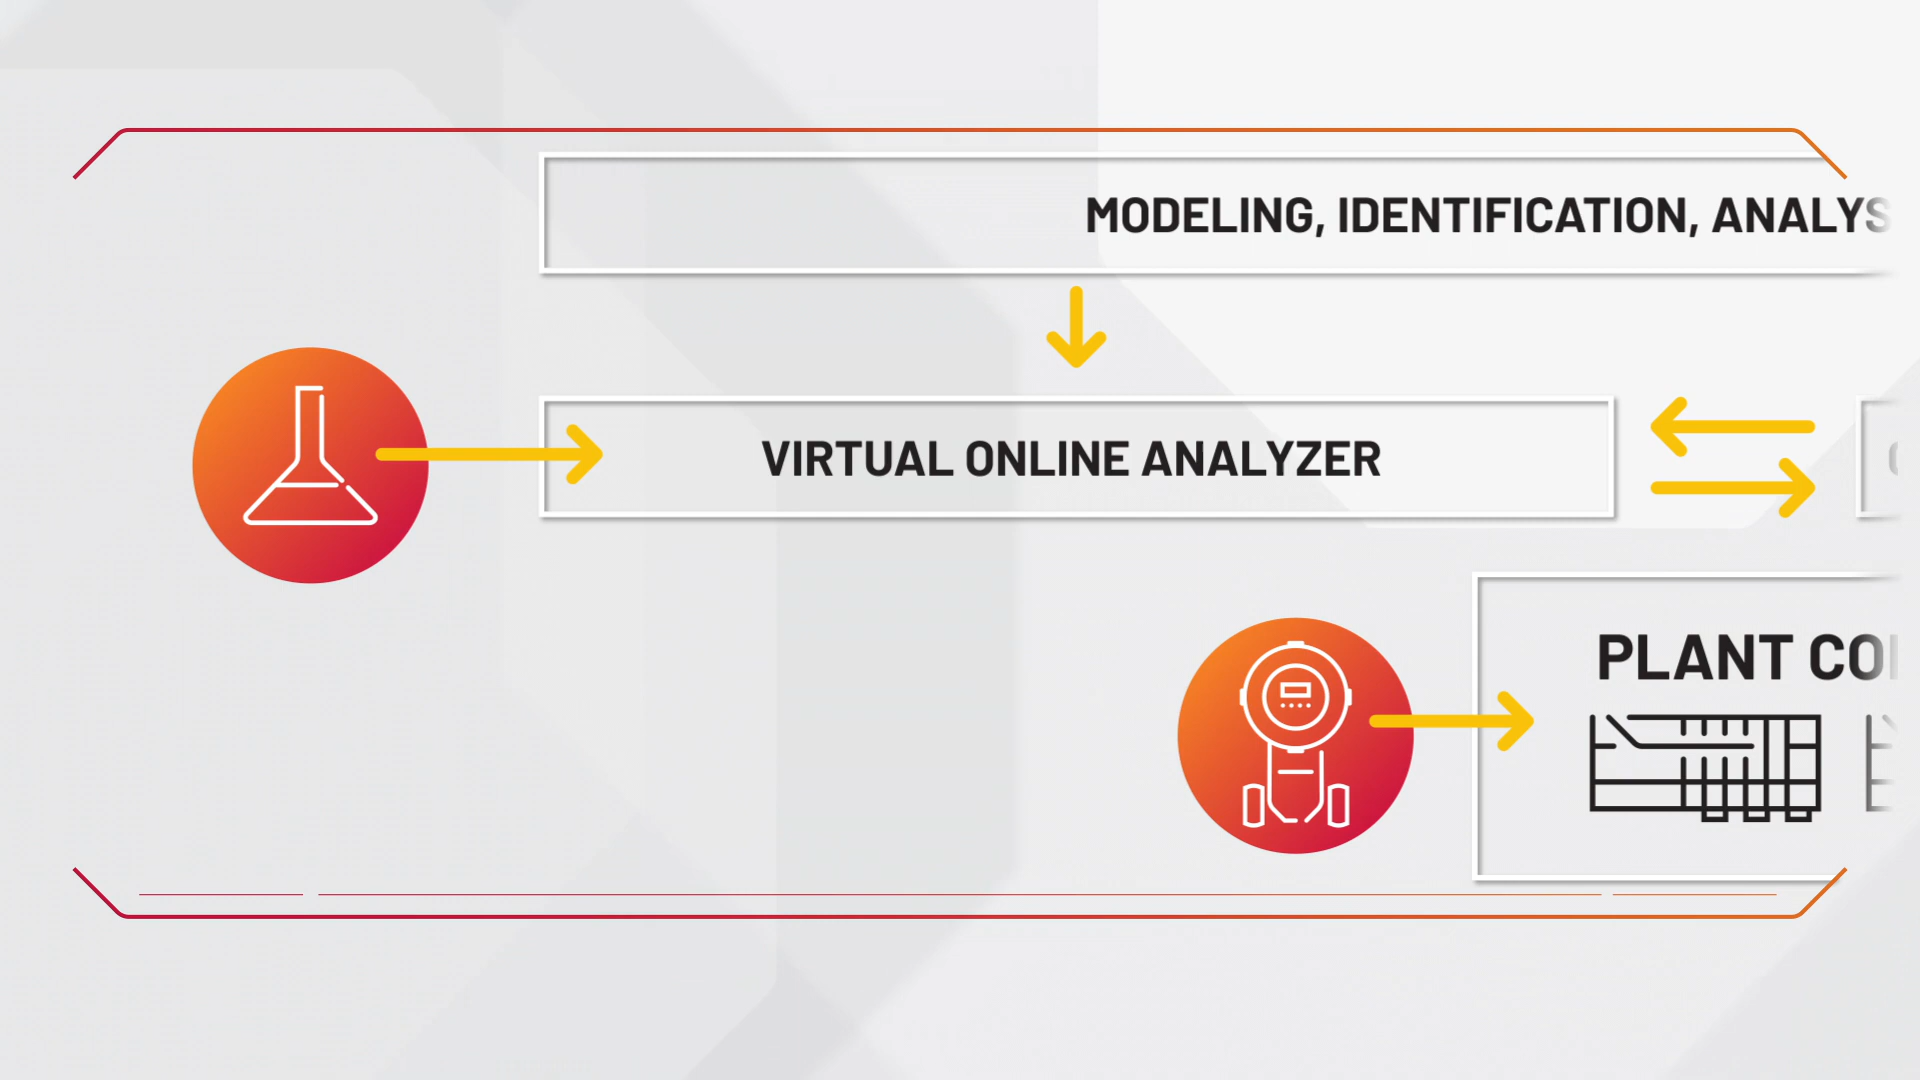 MODELING, IDENTIFICATION, ANALYS
VIRTUAL ONLINE ANALYZER
PLANT CO